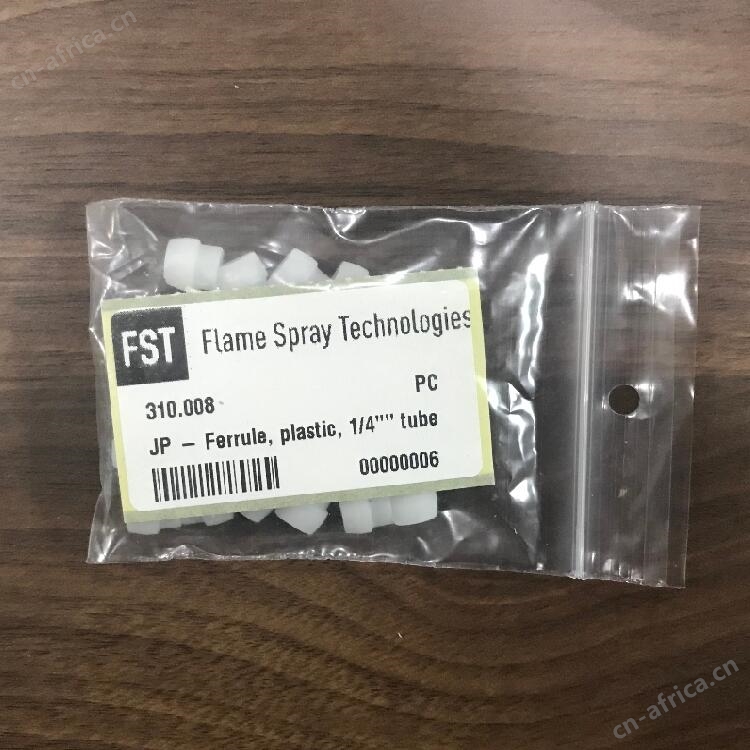 cn-africa.cn
FST Flame Spray Technologies
310.008 PC
JP – Ferrule, plastic, 1/4"" tube
00000006
cn-africa.cn